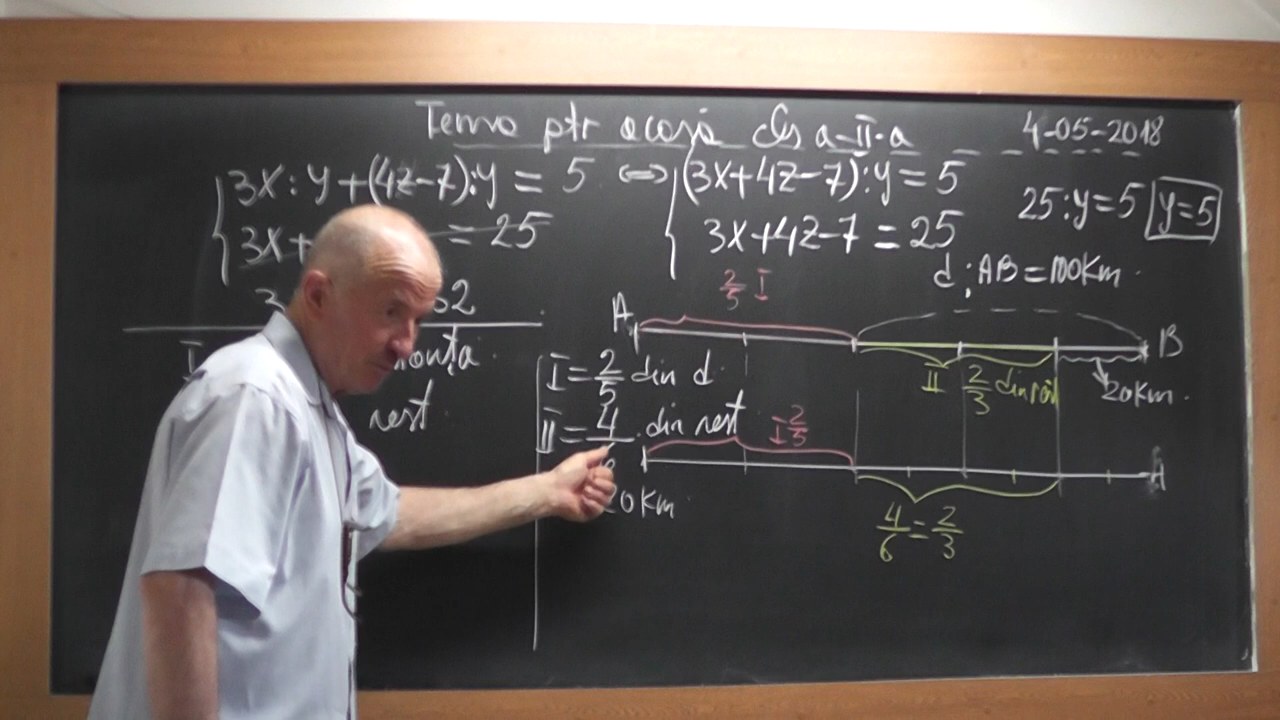 Tema ptr acasă cls a-II-a 4-05-2018
3x:y+(4z-7):y = 5 ⇔ (3x+4z-7):y = 5
3x+ = 25 3x+4z-7 = 25
25:y=5 y=5
d:AB=100Km
2/5 I
A B
I = 2/5 din d
II 2/3 din
20Km.
rest
II = 4/ din rest
I 2/5
A
20Km
4/6 = 2/3